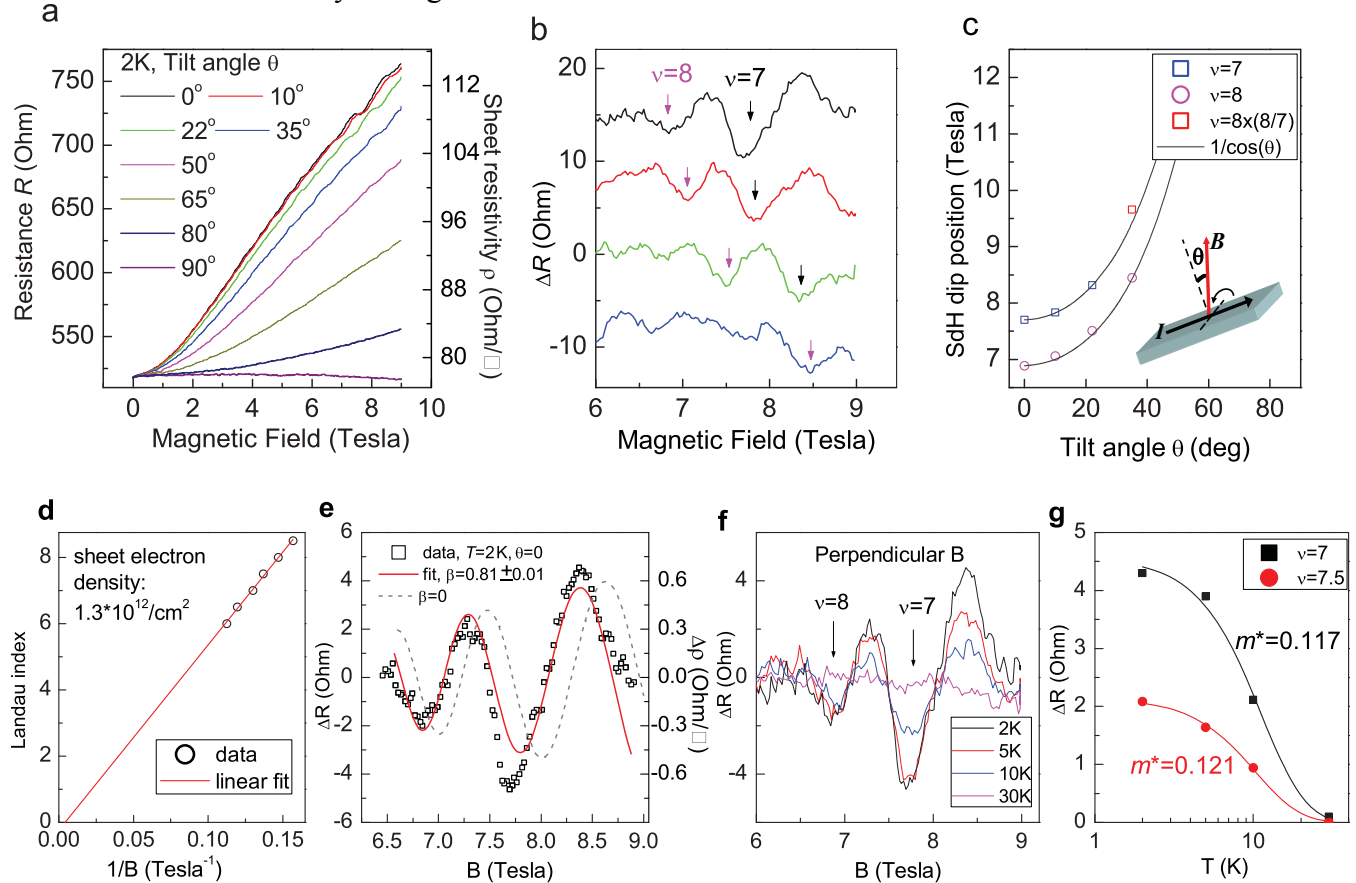 a
2K, Tilt angle θ
0° 10°
22° 35°
50°
65°
80°
90°
750
700
650
600
550
112
108
104
96
88
80
0 2 4 6 8 10
Resistance R (Ohm)
Sheet resistivity ρ (Ohm/□)
Magnetic Field (Tesla)
b
ν=8
ν=7
20
10
0
-10
6 7 8 9
ΔR (Ohm)
Magnetic Field (Tesla)
c
ν=7
ν=8
ν=8x(8/7)
1/cos(θ)
12
11
10
9
8
7
0 20 40 60 80
SdH dip position (Tesla)
Tilt angle θ (deg)
θ
B
I
d
sheet electron
density:
1.3*10¹²/cm²
data
linear fit
8
6
4
2
0
0.00 0.05 0.10 0.15
Landau index
1/B (Tesla⁻¹)
e
data, T=2K, θ=0
fit, β=0.81±0.01
β=0
6
4
2
0
-2
-4
-6
0.6
0.3
0.0
-0.3
-0.6
6.5 7.0 7.5 8.0 8.5 9.0
ΔR (Ohm)
Δρ (Ohm/□)
B (Tesla)
f
Perpendicular B
ν=8
ν=7
2K
5K
10K
30K
4
0
-4
6 7 8 9
ΔR (Ohm)
B (Tesla)
g
ν=7
ν=7.5
m*=0.117
m*=0.121
5
4
3
2
1
0
1 10
ΔR (Ohm)
T (K)